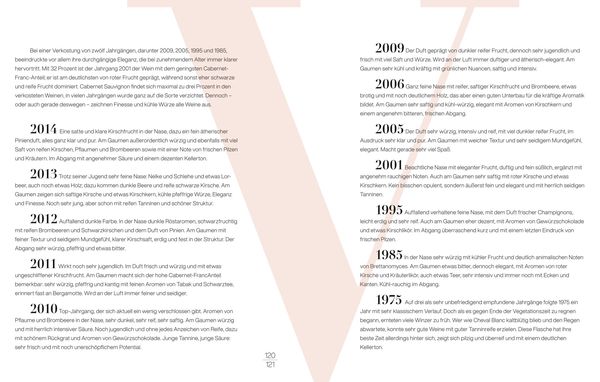 Bei einer Verkostung von zwölf Jahrgängen, darunter 2009, 2005, 1995 und 1985,
beeindruckte vor allem ihre durchgängige Eleganz, die bei zunehmendem Alter immer klarer
hervortritt. Mit 32 Prozent ist der Jahrgang 2001 der Wein mit dem geringsten Cabernet-
Franc-Anteil; er ist am deutlichsten von roter Frucht geprägt, während sonst eher schwarze
und reife Frucht dominiert. Cabernet Sauvignon findet sich maximal zu drei Prozent in den
verkosteten Weinen, in vielen Jahrgängen wurde ganz auf die Sorte verzichtet. Dennoch –
oder auch gerade deswegen – zeichnen Finesse und kühle Würze alle Weine aus.
2014 Eine satte und klare Kirschfrucht in der Nase, dazu ein fein ätherischer
Pinienduft, alles ganz klar und pur. Am Gaumen außerordentlich würzig und ebenfalls mit viel
Saft von reifen Kirschen, Pflaumen und Brombeeren sowie mit einer Note von frischen Pilzen
und Kräutern. Im Abgang mit angenehmer Säure und einem dezenten Kellerton.
2013 Trotz seiner Jugend sehr feine Nase: Nelke und Schlehe und etwas Lor-
beer, auch noch etwas Holz; dazu kommen dunkle Beere und reife schwarze Kirsche. Am
Gaumen zeigen sich saftige Kirsche und etwas Kirschkern, kühle pfeffrige Würze, Eleganz
und Finesse. Noch sehr jung, aber schon mit reifen Tanninen und schöner Struktur.
2012 Auffallend dunkle Farbe. In der Nase dunkle Röstaromen, schwarzfruchtig
mit reifen Brombeeren und Schwarzkirschen und dem Duft von Pinien. Am Gaumen mit
feiner Textur und seidigem Mundgefühl, klarer Kirschsaft, erdig und fest in der Struktur. Der
Abgang sehr würzig, pfeffrig und etwas bitter.
2011 Wirkt noch sehr jugendlich. Im Duft frisch und würzig und mit etwas
ungeschliffener Kirschfrucht. Am Gaumen macht sich der hohe Cabernet-Franc-Anteil
bemerkbar: sehr würzig, pfeffrig und kantig mit feinen Aromen von Tabak und Schwarztee,
erinnert fast an Bergamotte. Wird an der Luft immer feiner und seidiger.
2010 Top-Jahrgang, der sich aktuell ein wenig verschlossen gibt. Aromen von
Pflaume und Brombeere in der Nase, sehr dunkel, sehr reif, sehr saftig. Am Gaumen würzig
und mit herrlich intensiver Säure. Noch jugendlich und ohne jedes Anzeichen von Reife, dazu
mit schönem Rückgrat und Aromen von Gewürzschokolade. Junge Tannine, junge Säure:
sehr frisch und mit noch unerschöpflichem Potential.
120
121
2009 Der Duft geprägt von dunkler reifer Frucht, dennoch sehr jugendlich und
frisch mit viel Saft und Würze. Wird an der Luft immer duftiger und ätherisch-eleganter. Am
Gaumen sehr kühl und kräftig mit grünlichen Nuancen, saftig und intensiv.
2006 Ganz feine Nase mit reifer, saftiger Kirschfrucht und Brombeere, etwas
brotig und mit noch deutlichem Holz, das aber einen guten Unterbau für die kräftige Aromatik
bildet. Am Gaumen sehr saftig und kühl-würzig, elegant mit Aromen von Kirschkern und
einem angenehm bitteren, frischen Abgang.
2005 Der Duft sehr würzig, intensiv und reif, mit viel dunkler reifer Frucht, im
Ausdruck sehr klar und pur. Am Gaumen mit weicher Textur und sehr seidigem Mundgefühl,
elegant. Macht gerade sehr viel Spaß.
2001 Beachtliche Nase mit eleganter Frucht, duftig und fein süßlich, ergänzt mit
angenehm rauchigen Noten. Auch am Gaumen sehr saftig mit roter Kirsche und etwas
Kirschkern. Kein bisschen opulent, sondern äußerst fein und elegant und mit herrlich seidigen
Tanninen.
1995 Auffallend verhaltene feine Nase, mit dem Duft frischer Champignons,
leicht erdig und sehr reif. Auch am Gaumen eher dezent, mit Aromen von Gewürzschokolade
und etwas Kirschlikör. Im Abgang überraschend kurz und mit einem letzten Eindruck von
frischen Pilzen.
1985 In der Nase sehr würzig mit kühler Frucht und deutlich animalischen Noten
von Brettanomyces. Am Gaumen etwas bitter, dennoch elegant, mit Aromen von roter
Kirsche und Kräuterlikör, auch etwas Teer, sehr intensiv und immer noch mit Ecken und
Kanten. Kühl-rauchig im Abgang.
1975 Auf drei als sehr unbefriedigend empfundene Jahrgänge folgte 1975 ein
Jahr mit sehr klassischem Verlauf. Doch als es gegen Ende der Vegetationszeit zu regnen
begann, ernteten viele Winzer zu früh. Wer wie Cheval Blanc kaltblütig blieb und den Regen
abwartete, konnte sehr gute Weine mit guter Tanninreife erzielen. Diese Flasche hat ihre
beste Zeit allerdings hinter sich, zeigt sich pilzig und überreif und mit einem deutlichen
Kellerton.